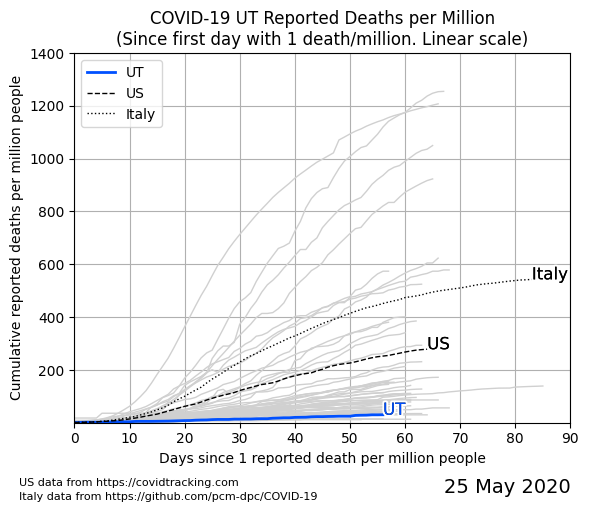 COVID-19 UT Reported Deaths per Million
(Since first day with 1 death/million. Linear scale)
Cumulative reported deaths per million people
1400
1200
1000
800
600
400
200
UT
US
Italy
Italy
US
UT
0 10 20 30 40 50 60 70 80 90
Days since 1 reported death per million people
US data from https://covidtracking.com
Italy data from https://github.com/pcm-dpc/COVID-19
25 May 2020